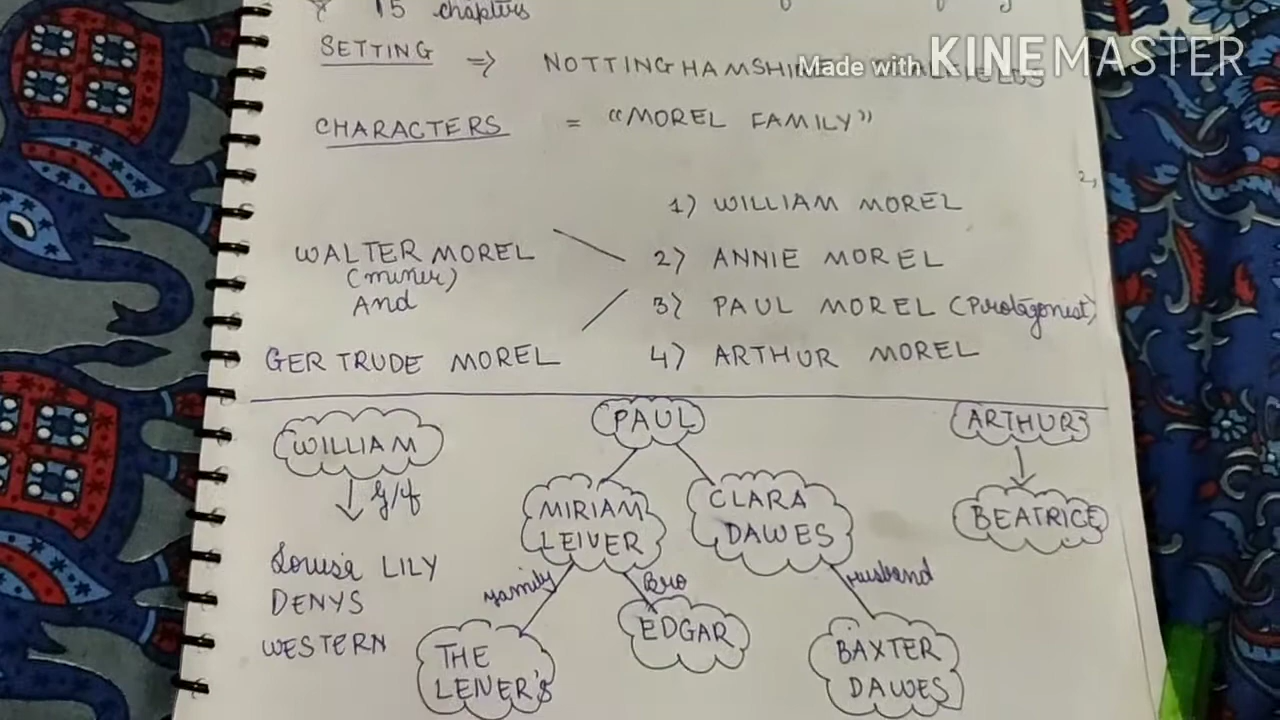 15 chapters
SETTING => NOTTINGHAMSHIRE
Made with KINEMASTER
CHARACTERS = "MOREL FAMILY"
1) WILLIAM MOREL
WALTER MOREL 2) ANNIE MOREL
(miner)
And 3) PAUL MOREL (Protagonist)
GERTRUDE MOREL 4) ARTHUR MOREL
WILLIAM PAUL ARTHUR
g/f
MIRIAM CLARA BEATRICE
LEIVER DAWES
Louisa LILY family Bro Husband
DENYS
WESTERN
THE EDGAR BAXTER
LEIVER'S DAWES